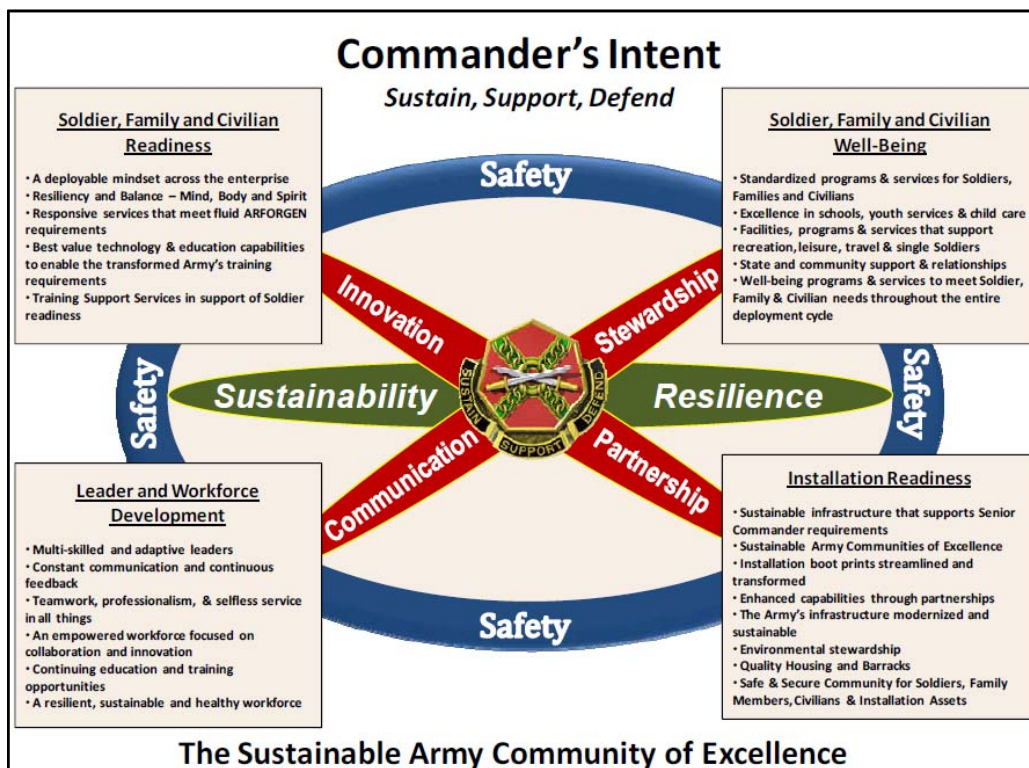 Commander's Intent
Sustain, Support, Defend
Soldier, Family and Civilian
Readiness
• A deployable mindset across the enterprise
• Resiliency and Balance – Mind, Body and Spirit
• Responsive services that meet fluid ARFORGEN
requirements
• Best value technology & education capabilities
to enable the transformed Army's training
requirements
• Training Support Services in support of Soldier
readiness
Soldier, Family and Civilian
Well-Being
• Standardized programs & services for Soldiers,
Families and Civilians
• Excellence in schools, youth services & child care
• Facilities, programs & services that support
recreation, leisure, travel & single Soldiers
• State and community support & relationships
• Well-being programs & services to meet Soldier,
Family & Civilian needs throughout the entire
deployment cycle
Safety
Innovation
Stewardship
Safety
Sustainability
SUSTAIN
SUPPORT
DEFEND
Resilience
Safety
Communication
Partnership
Safety
Leader and Workforce
Development
• Multi-skilled and adaptive leaders
• Constant communication and continuous
feedback
• Teamwork, professionalism, & selfless service
in all things
• An empowered workforce focused on
collaboration and innovation
• Continuing education and training
opportunities
• A resilient, sustainable and healthy workforce
Installation Readiness
• Sustainable infrastructure that supports Senior
Commander requirements
• Sustainable Army Communities of Excellence
• Installation boot prints streamlined and
transformed
• Enhanced capabilities through partnerships
• The Army's infrastructure modernized and
sustainable
• Environmental stewardship
• Quality Housing and Barracks
• Safe & Secure Community for Soldiers, Family
Members, Civilians & Installation Assets
The Sustainable Army Community of Excellence